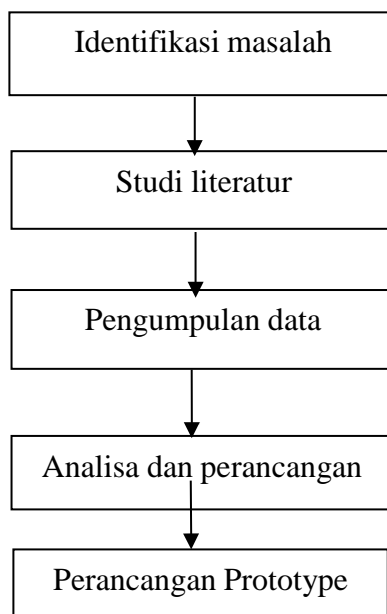 Identifikasi masalah
Studi literatur
Pengumpulan data
Analisa dan perancangan
Perancangan Prototype